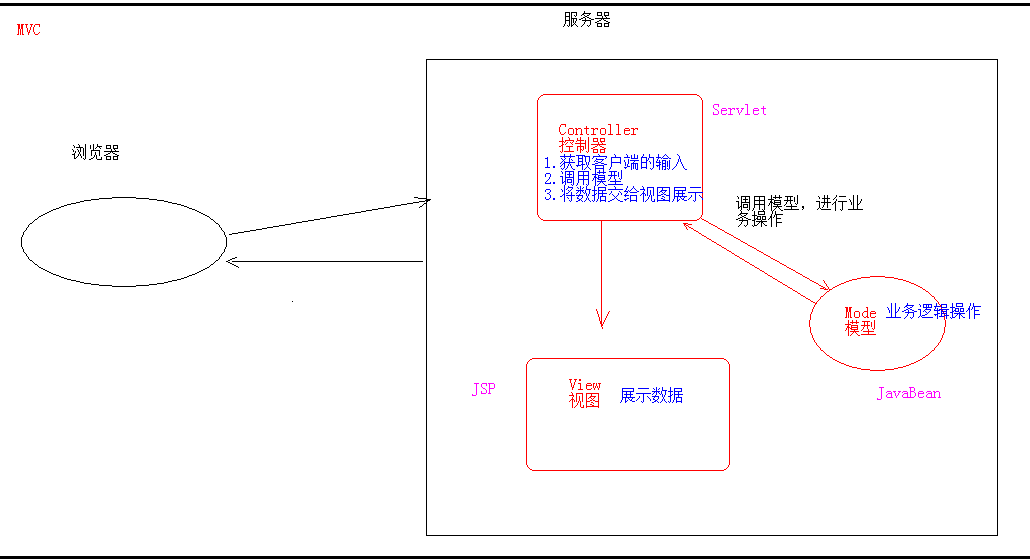 服务器
MVC
Servlet
Controller
控制器
1.获取客户端的输入
2.调用模型
3.将数据交给视图展示
浏览器
调用模型，进行业
务操作
Mode 业务逻辑操作
模型
JavaBean
JSP
View
视图 展示数据